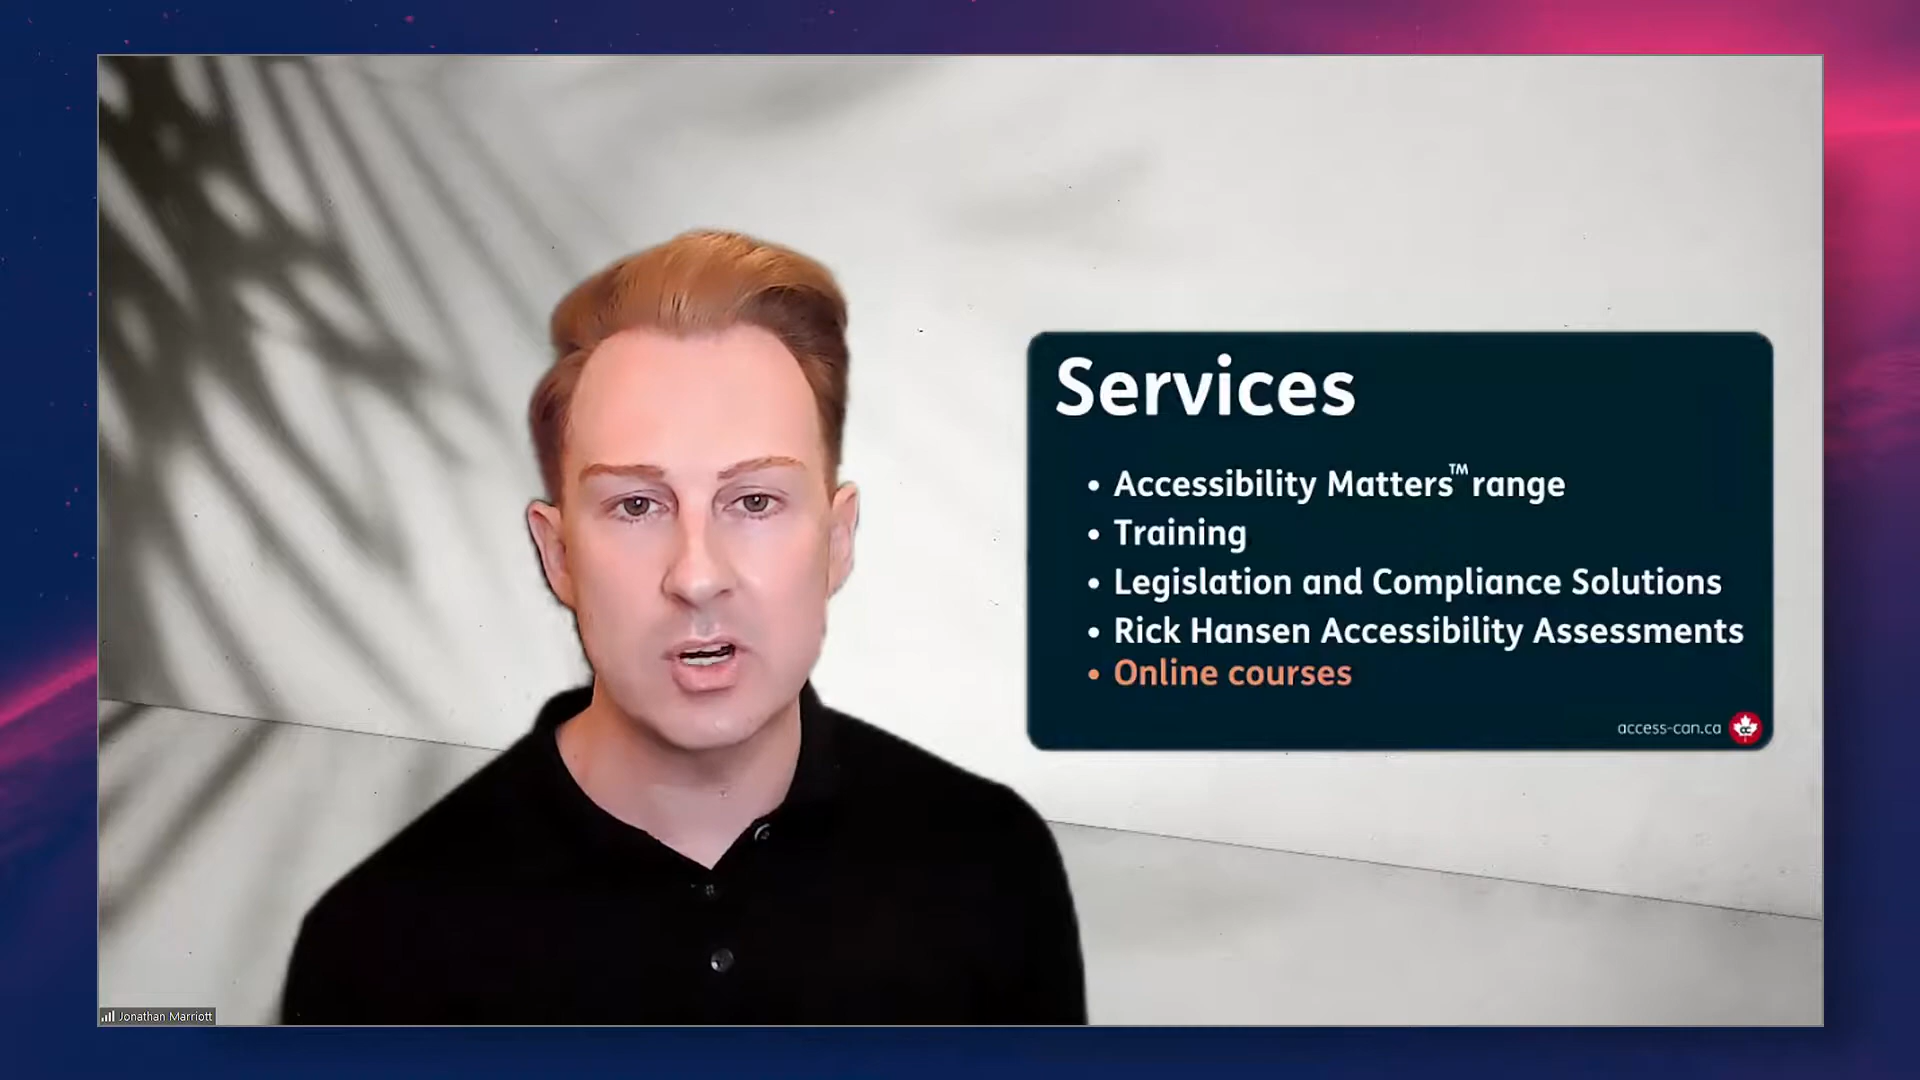 Services
• Accessibility Matters™ range
• Training
• Legislation and Compliance Solutions
• Rick Hansen Accessibility Assessments
• Online courses
access-can.ca
Jonathan Marriott